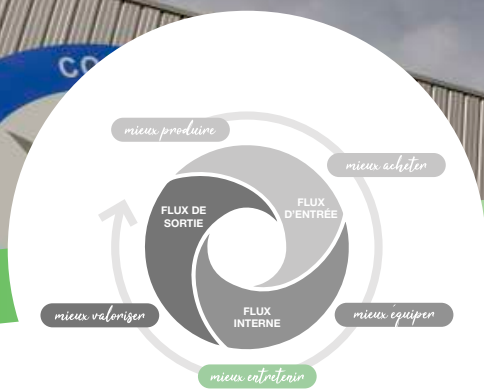 CO
mieux produire
mieux acheter
FLUX DE
SORTIE
FLUX
D'ENTRÉE
FLUX
INTERNE
mieux valoriser
mieux équiper
mieux entretenir